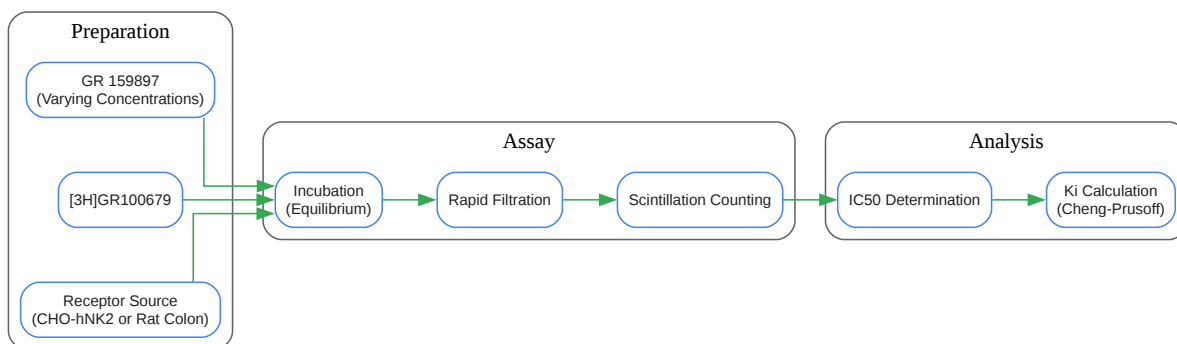 Preparation
GR 159897
(Varying Concentrations)
[3H]GR100679
Receptor Source
(CHO-hNK2 or Rat Colon)
Assay
Incubation
(Equilibrium)
Rapid Filtration
Scintillation Counting
Analysis
IC50 Determination
Ki Calculation
(Cheng-Prusoff)